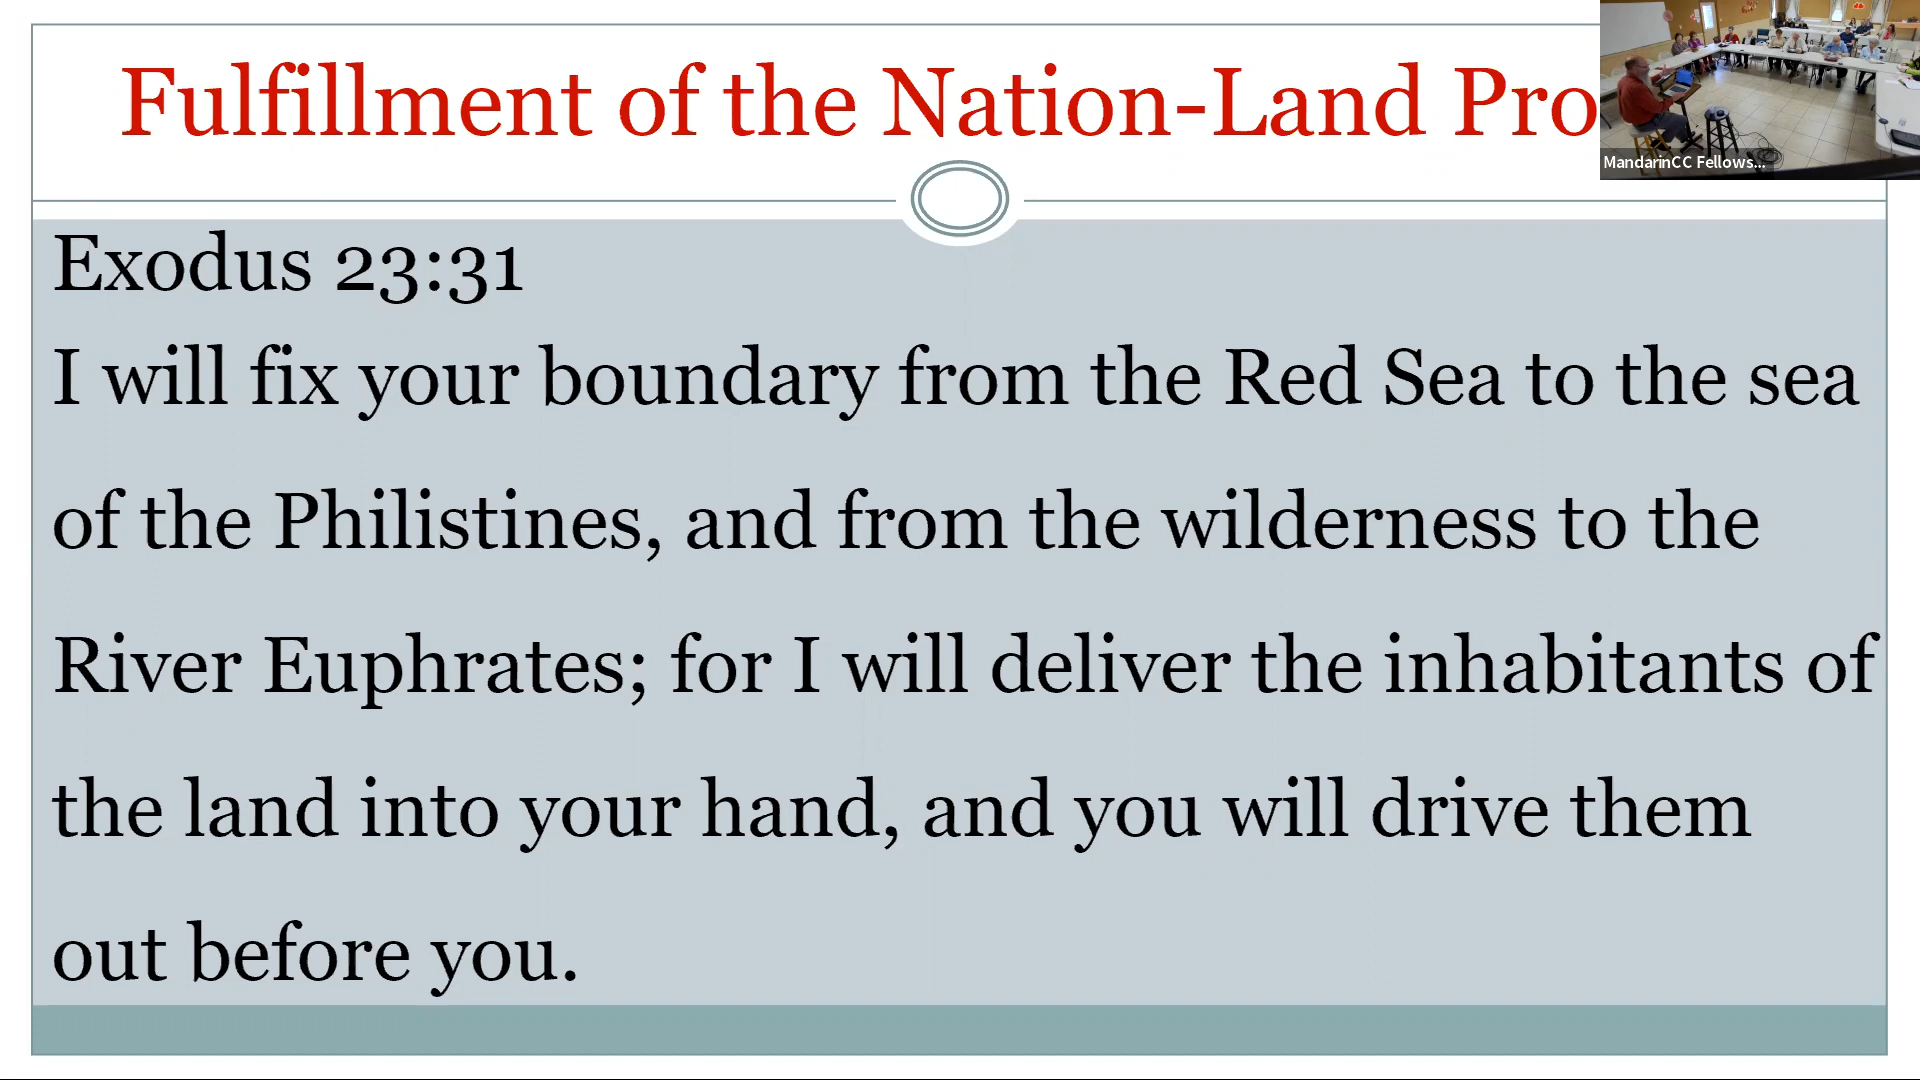 Fulfillment of the Nation-Land Pro
MandarinCC Fellows...
Exodus 23:31
I will fix your boundary from the Red Sea to the sea
of the Philistines, and from the wilderness to the
River Euphrates; for I will deliver the inhabitants of
the land into your hand, and you will drive them
out before you.